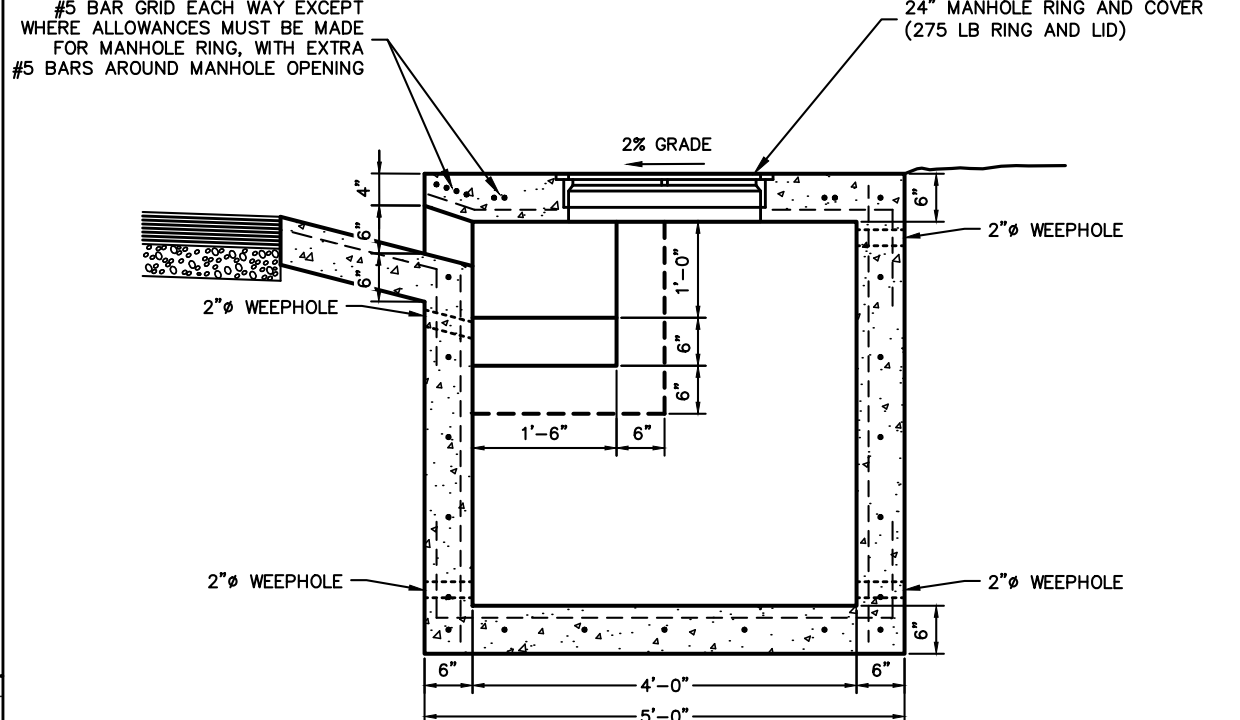 #5 BAR GRID EACH WAY EXCEPT
WHERE ALLOWANCES MUST BE MADE
FOR MANHOLE RING, WITH EXTRA
#5 BARS AROUND MANHOLE OPENING
24" MANHOLE RING AND COVER
(275 LB RING AND LID)
2% GRADE
4"
6"
6"
6"
2"ø WEEPHOLE
2"ø WEEPHOLE
1'-0"
6"
6"
1'-6"
6"
2"ø WEEPHOLE
2"ø WEEPHOLE
6"
6"
4'-0"
6"
5'-0"